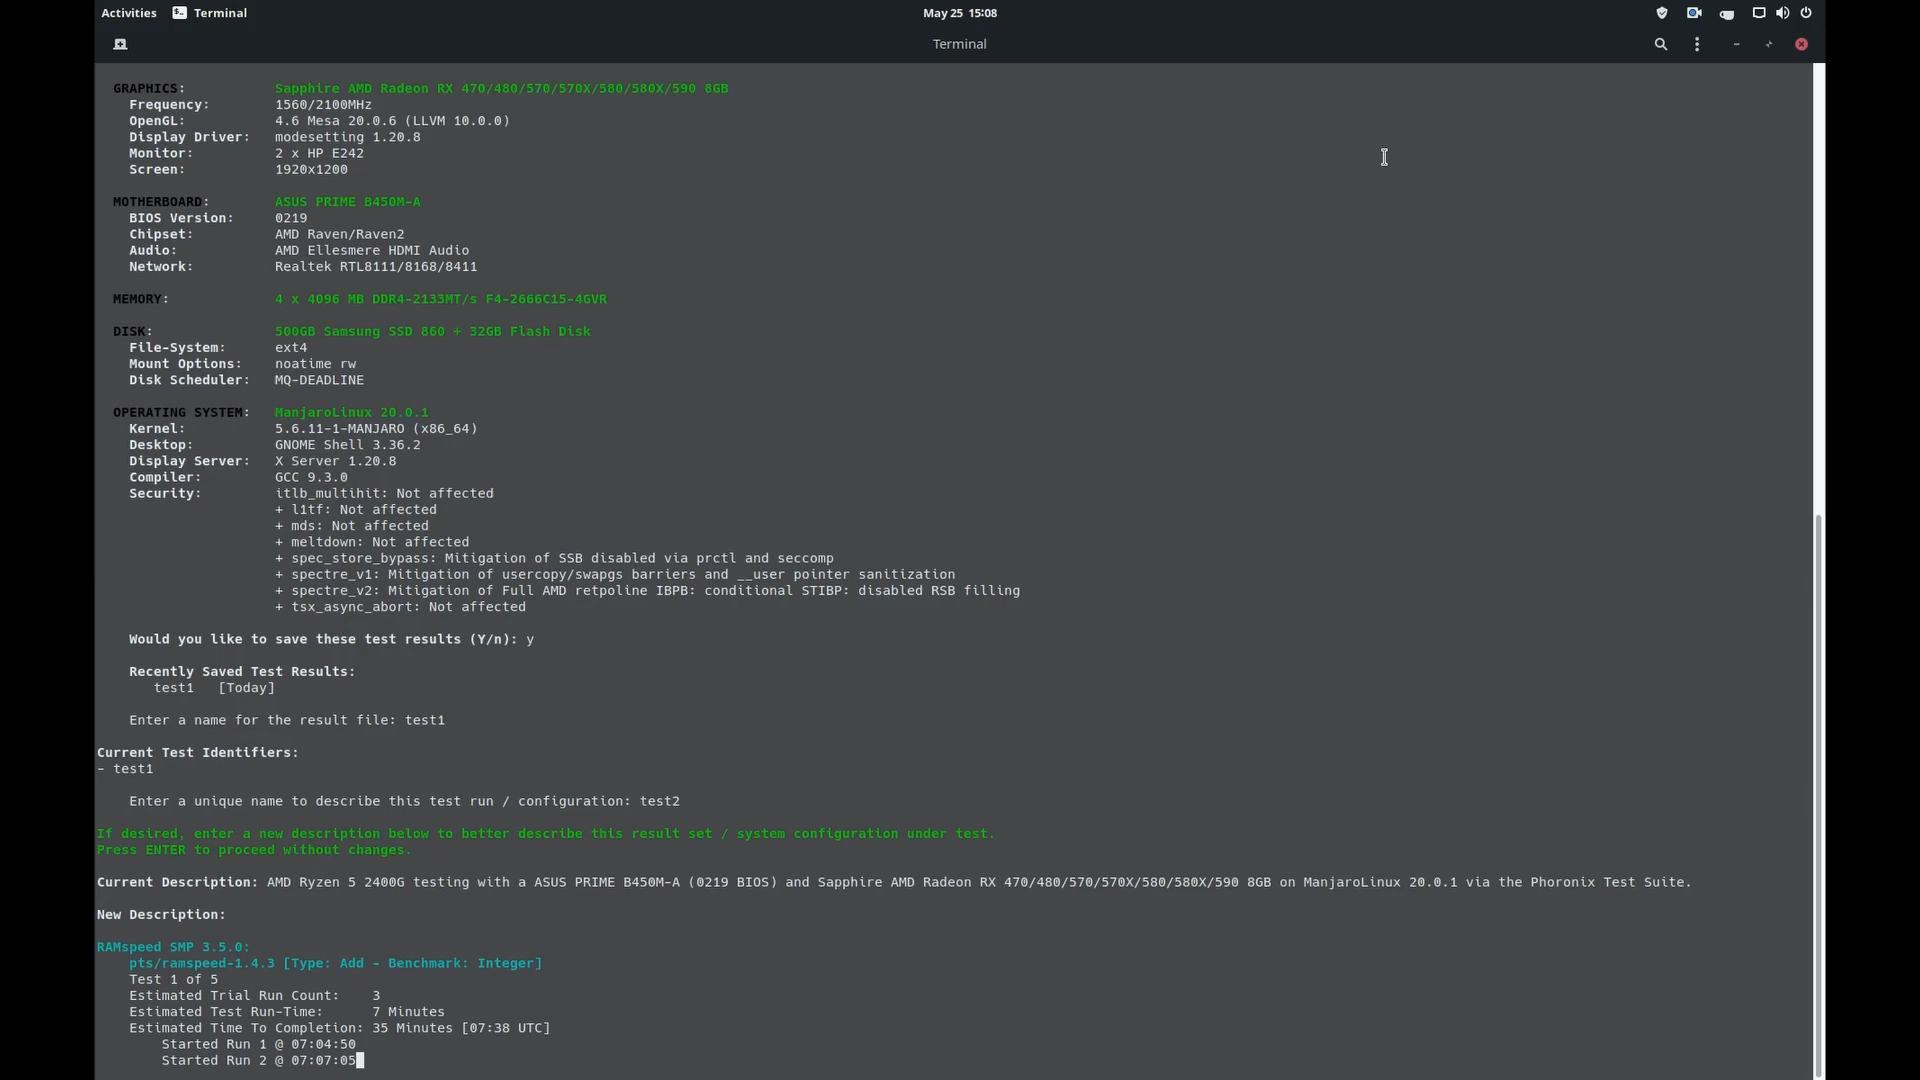 Activities Terminal May 25 15:08
Terminal
GRAPHICS: Sapphire AMD Radeon RX 470/480/570/570X/580/580X/590 8GB
Frequency: 1560/2100MHz
OpenGL: 4.6 Mesa 20.0.6 (LLVM 10.0.0)
Display Driver: modesetting 1.20.8
Monitor: 2 x HP E242
Screen: 1920x1200
MOTHERBOARD: ASUS PRIME B450M-A
BIOS Version: 0219
Chipset: AMD Raven/Raven2
Audio: AMD Ellesmere HDMI Audio
Network: Realtek RTL8111/8168/8411
MEMORY: 4 x 4096 MB DDR4-2133MT/s F4-2666C15-4GVR
DISK: 500GB Samsung SSD 860 + 32GB Flash Disk
File-System: ext4
Mount Options: noatime rw
Disk Scheduler: MQ-DEADLINE
OPERATING SYSTEM: ManjaroLinux 20.0.1
Kernel: 5.6.11-1-MANJARO (x86_64)
Desktop: GNOME Shell 3.36.2
Display Server: X Server 1.20.8
Compiler: GCC 9.3.0
Security: itlb_multihit: Not affected
+ l1tf: Not affected
+ mds: Not affected
+ meltdown: Not affected
+ spec_store_bypass: Mitigation of SSB disabled via prctl and seccomp
+ spectre_v1: Mitigation of usercopy/swapgs barriers and __user pointer sanitization
+ spectre_v2: Mitigation of Full AMD retpoline IBPB: conditional STIBP: disabled RSB filling
+ tsx_async_abort: Not affected
Would you like to save these test results (Y/n): y
Recently Saved Test Results:
test1 [Today]
Enter a name for the result file: test1
Current Test Identifiers:
- test1
Enter a unique name to describe this test run / configuration: test2
If desired, enter a new description below to better describe this result set / system configuration under test.
Press ENTER to proceed without changes.
Current Description: AMD Ryzen 5 2400G testing with a ASUS PRIME B450M-A (0219 BIOS) and Sapphire AMD Radeon RX 470/480/570/570X/580/580X/590 8GB on ManjaroLinux 20.0.1 via the Phoronix Test Suite.
New Description:
RAMspeed SMP 3.5.0:
pts/ramspeed-1.4.3 [Type: Add - Benchmark: Integer]
Test 1 of 5
Estimated Trial Run Count: 3
Estimated Test Run-Time: 7 Minutes
Estimated Time To Completion: 35 Minutes [07:38 UTC]
Started Run 1 @ 07:04:50
Started Run 2 @ 07:07:05